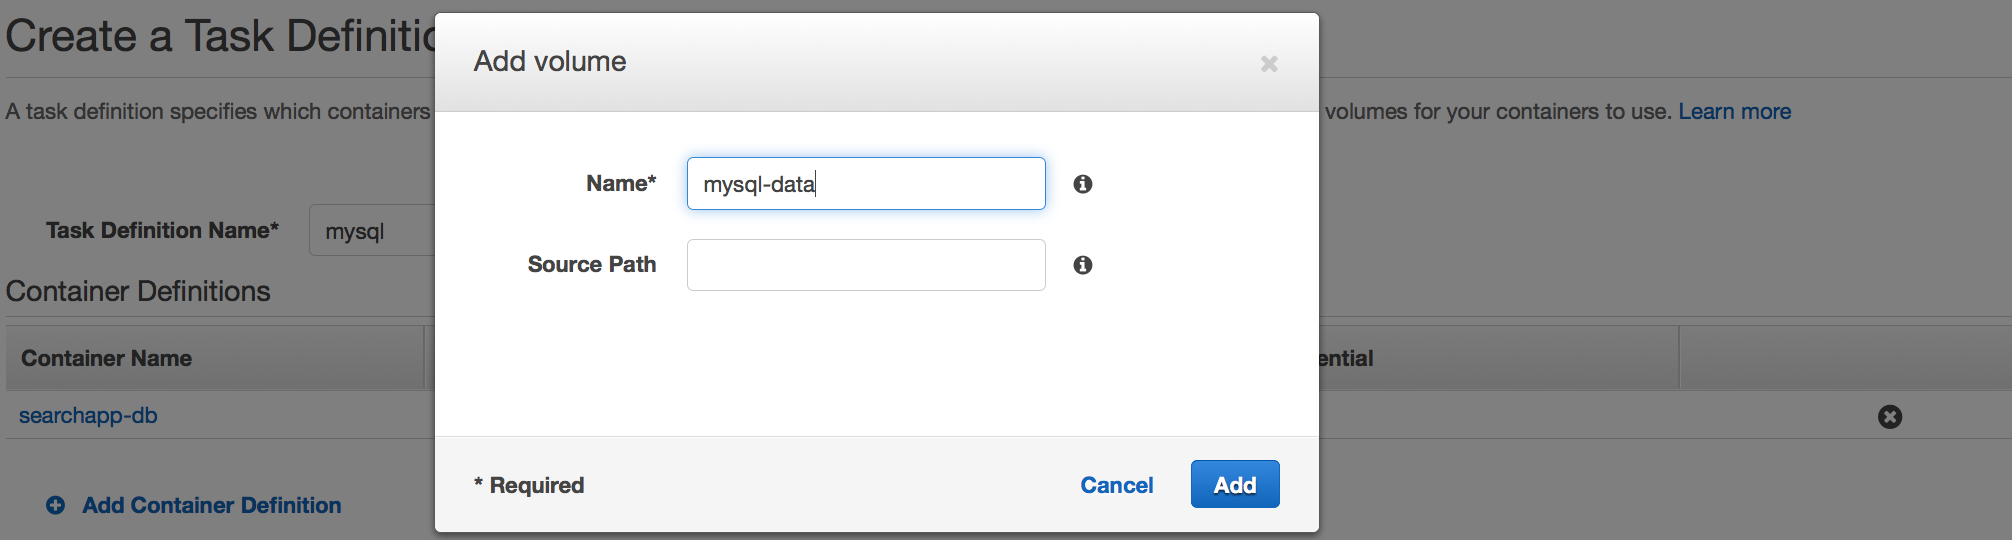 Create a Task Definitio
Add volume
A task definition specifies which containers
volumes for your containers to use. Learn more
Name*
mysql-data
Task Definition Name*
mysql
Source Path
Container Definitions
Container Name
ential
searchapp-db
* Required
Cancel
Add
Add Container Definition